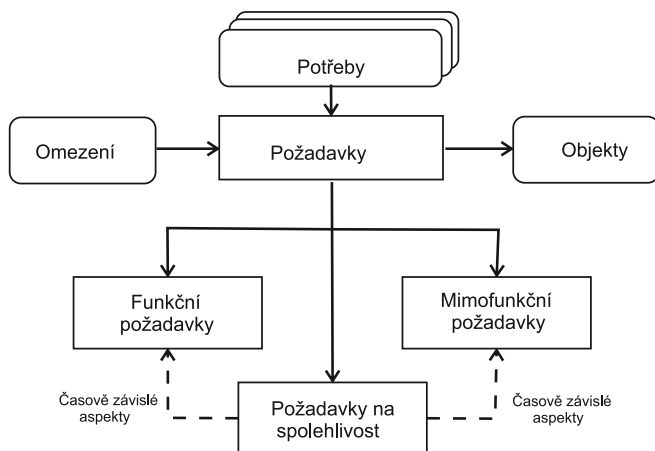 Potřeby
Omezení
Požadavky
Objekty
Funkční
požadavky
Mimofunkční
požadavky
Časově závislé
aspekty
Požadavky na
spolehlivost
Časově závislé
aspekty